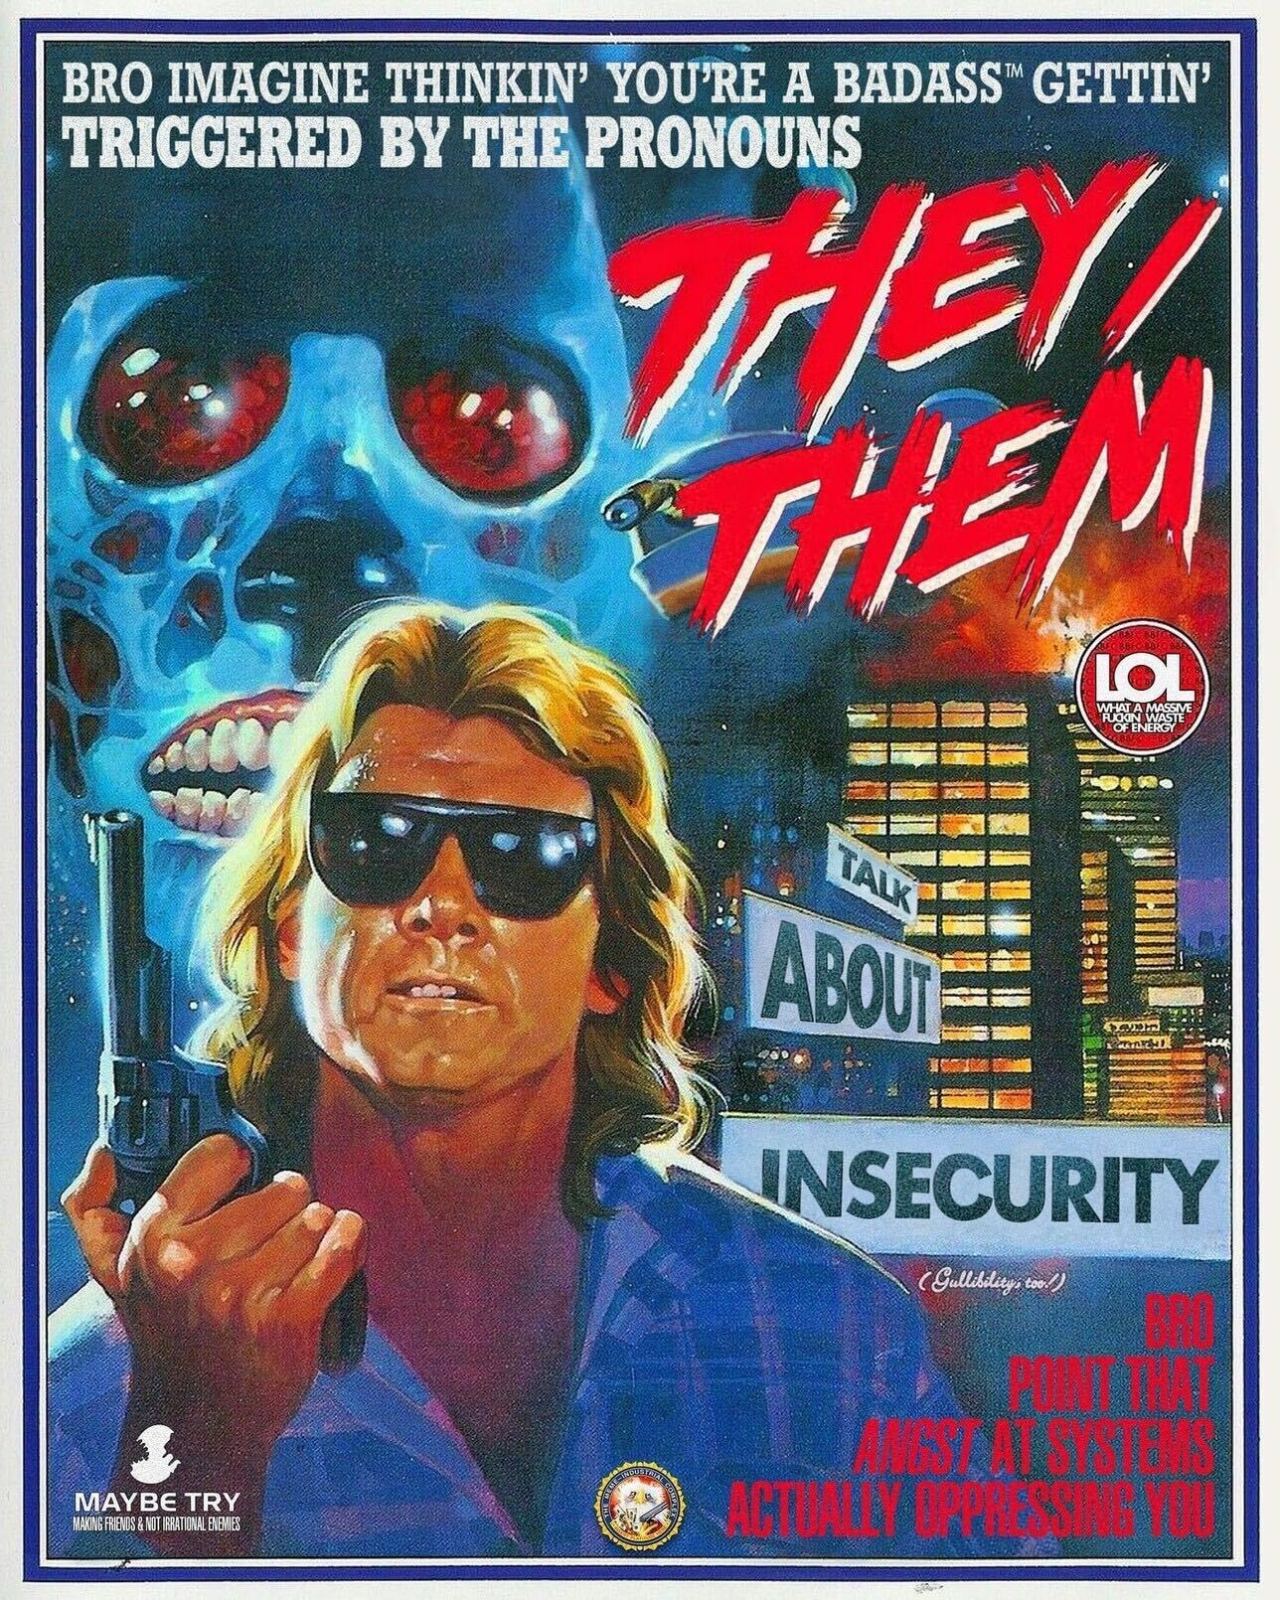 BRO IMAGINE THINKIN' YOU'RE A BADASS™ GETTIN'
TRIGGERED BY THE PRONOUNS
THEY/
THEM
LOL
WHAT A MASSIVE
FUCKIN WASTE
OF ENERGY
TALK
ABOUT
INSECURITY
(Gullibility, too!)
BRO
POINT THAT
ANGST AT SYSTEMS
ACTUALLY OPPRESSING YOU
MAYBE TRY
MAKING FRIENDS & NOT IRRATIONAL ENEMIES